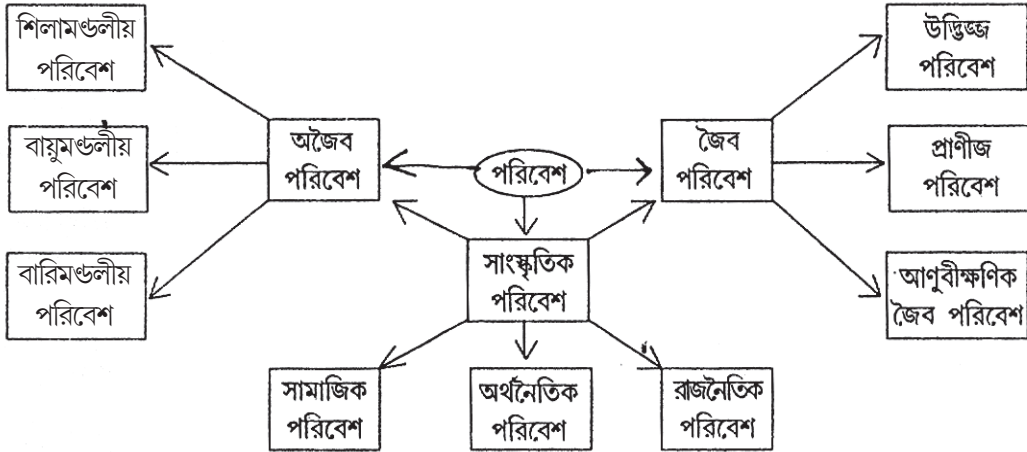 শিলামণ্ডলীয়
পরিবেশ
উদ্ভিজ্জ
পরিবেশ
বায়ুমণ্ডলীয়
পরিবেশ
অজৈব
পরিবেশ
পরিবেশ
জৈব
পরিবেশ
প্রাণীজ
পরিবেশ
বারিমণ্ডলীয়
পরিবেশ
সাংস্কৃতিক
পরিবেশ
আণুবীক্ষণিক
জৈব পরিবেশ
সামাজিক
পরিবেশ
অর্থনৈতিক
পরিবেশ
রাজনৈতিক
পরিবেশ